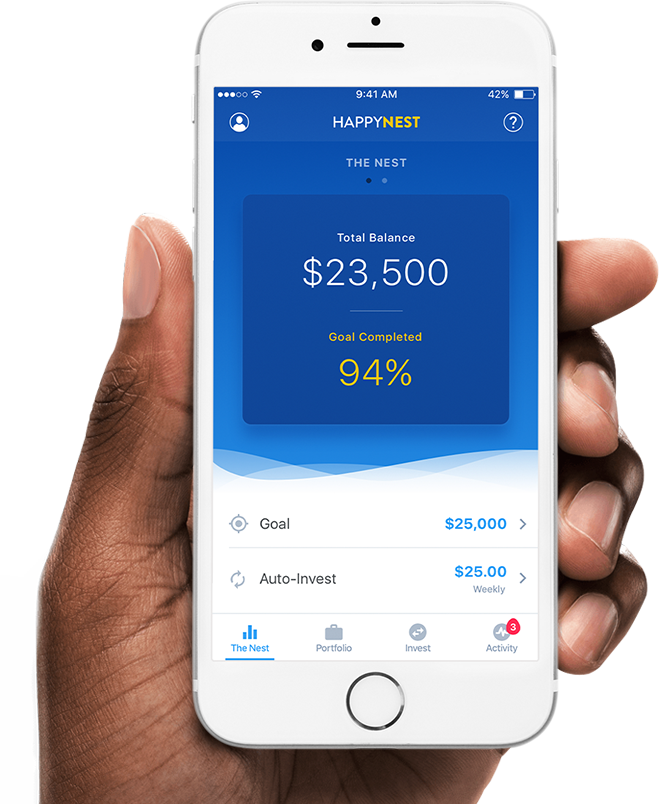 9:41 AM
42%
HAPPYNEST
?
THE NEST
Total Balance
$23,500
Goal Completed
94%
Goal
$25,000
Auto-Invest
$25.00
Weekly
3
The Nest
Portfolio
Invest
Activity